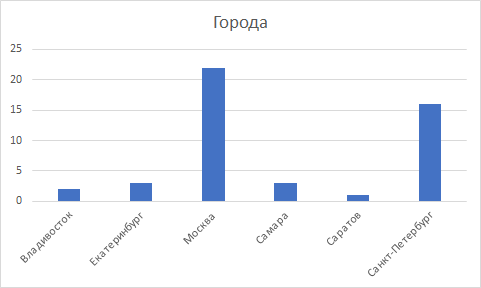 Города
25
20
15
10
5
0
Владивосток
Екатеринбург
Москва
Самара
Саратов
Санкт-Петербург